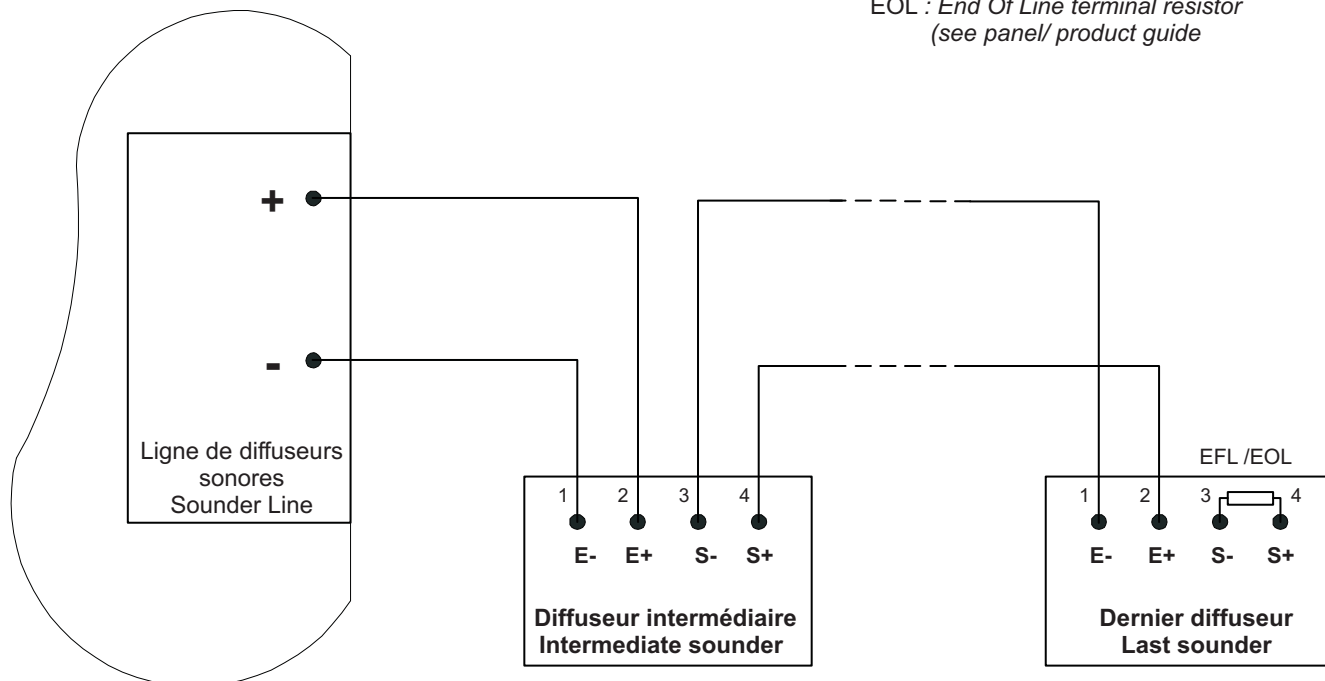 EOL : End Of Line terminal resistor
(see panel/ product guide
+
-
Ligne de diffuseurs
sonores
Sounder Line
1 2 3 4
E- E+ S- S+
Diffuseur intermédiaire
Intermediate sounder
EFL /EOL
1 2 3 4
E- E+ S- S+
Dernier diffuseur
Last sounder